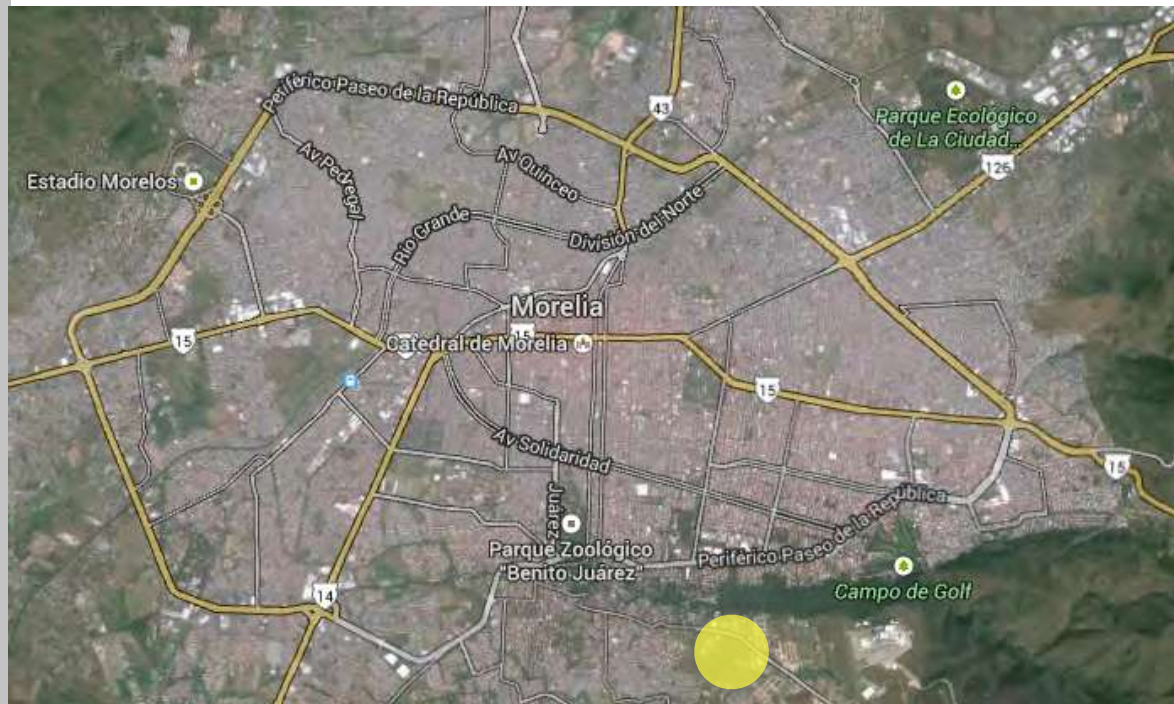 Periférico Paseo de la República
43
Parque Ecológico
de La Ciudad...
126
Av Quinceo
Av Pedregal
Estadio Morelos
Rio Grande
División del Norte
Morelia
15
15
Catedral de Morelia
15
15
Av Solidaridad
Juárez
Periférico Paseo de la República
Parque Zoológico
"Benito Juárez"
Campo de Golf
14